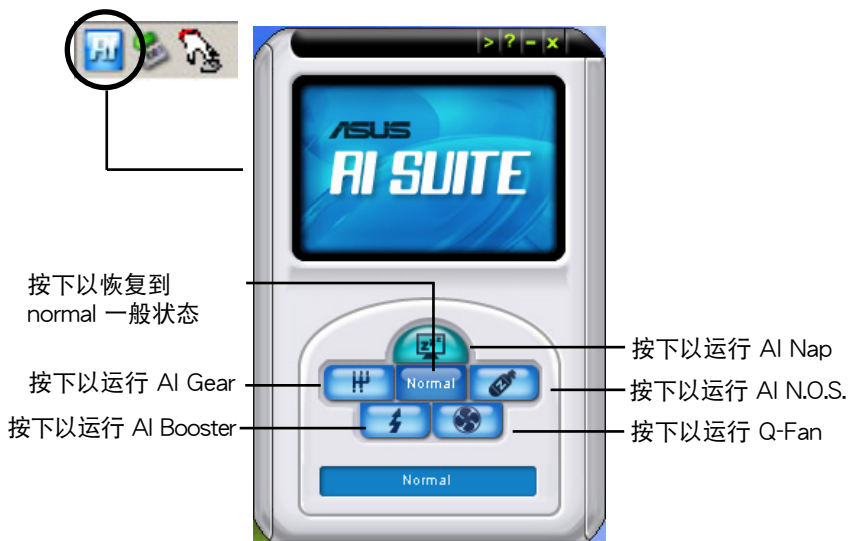 Ai
> ? - x
ASUS
AI SUITE
按下以恢复到
normal 一般状态
zzz
按下以运行 AI Nap
按下以运行 AI Gear
Normal
按下以运行 AI N.O.S.
按下以运行 AI Booster
按下以运行 Q-Fan
Normal